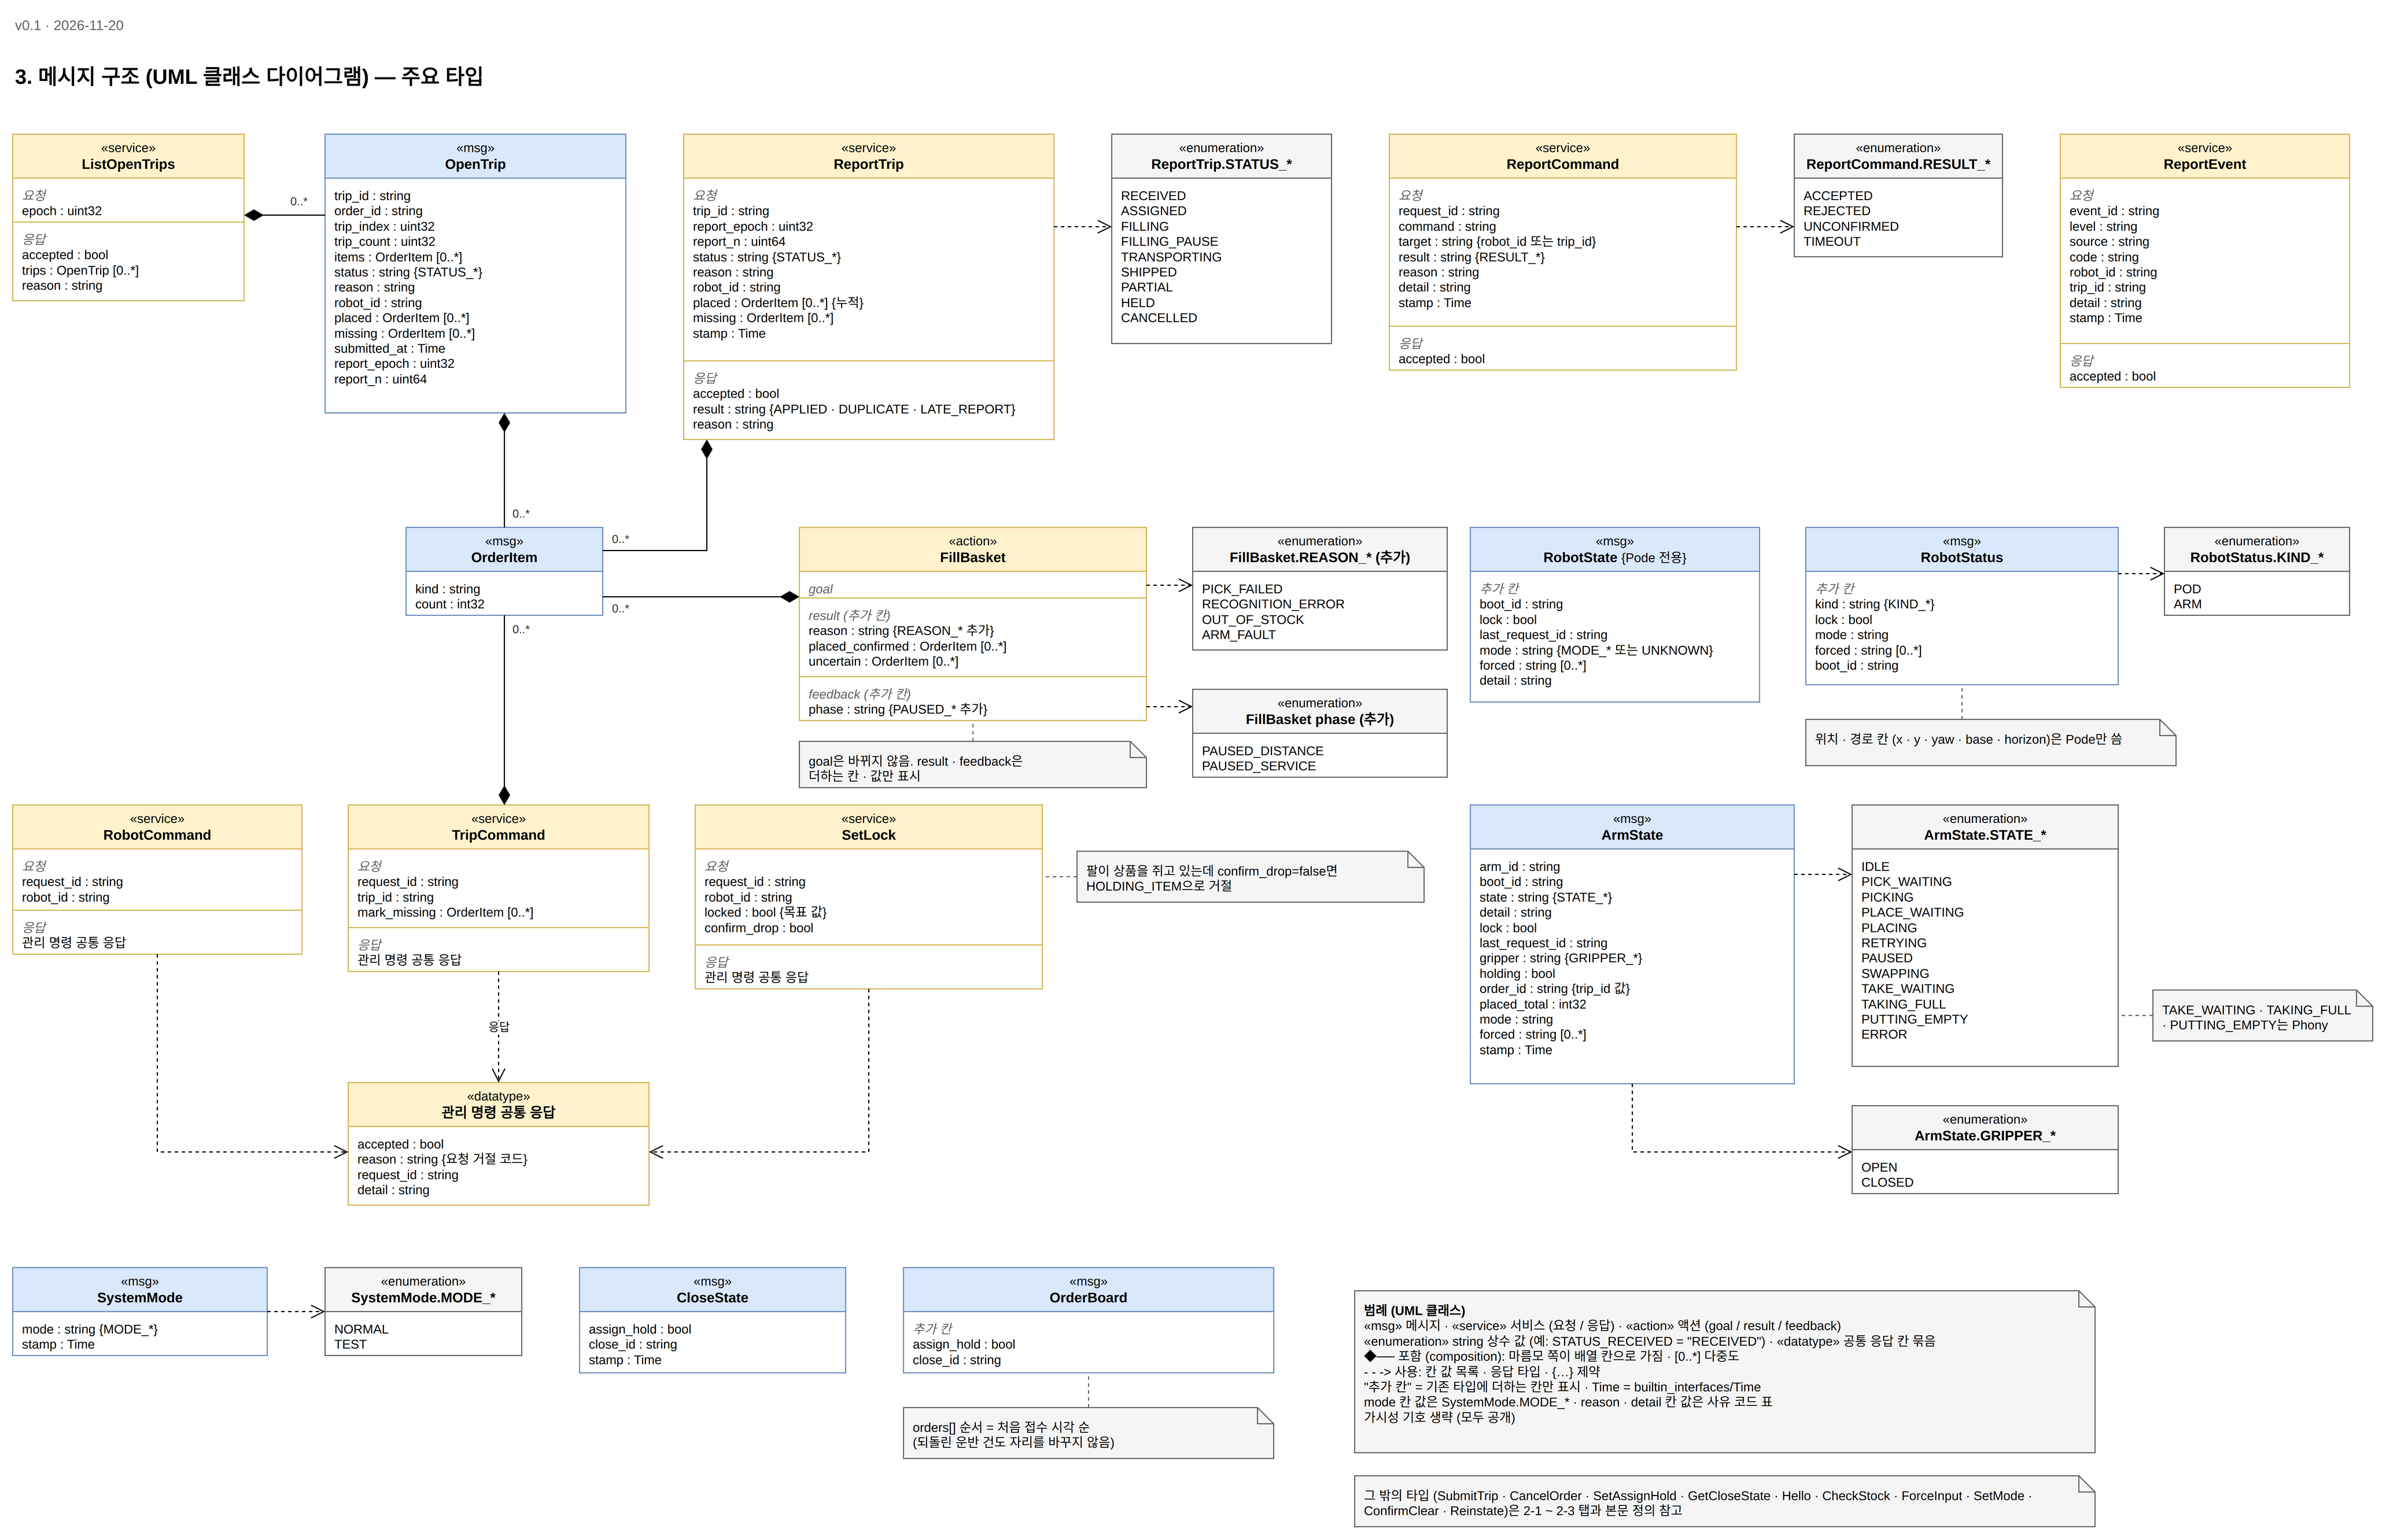 v0.1 · 2026-11-20
3. 메시지 구조 (UML 클래스 다이어그램) — 주요 타입
«service»
ListOpenTrips
요청
epoch : uint32
응답
accepted : bool
trips : OpenTrip [0..*]
reason : string
0..*
«msg»
OpenTrip
trip_id : string
order_id : string
trip_index : uint32
trip_count : uint32
items : OrderItem [0..*]
status : string {STATUS_*}
reason : string
robot_id : string
placed : OrderItem [0..*]
missing : OrderItem [0..*]
submitted_at : Time
report_epoch : uint32
report_n : uint64
«service»
ReportTrip
요청
trip_id : string
report_epoch : uint32
report_n : uint64
status : string {STATUS_*}
reason : string
robot_id : string
placed : OrderItem [0..*] {누적}
missing : OrderItem [0..*]
stamp : Time
응답
accepted : bool
result : string {APPLIED · DUPLICATE · LATE_REPORT}
reason : string
«enumeration»
ReportTrip.STATUS_*
RECEIVED
ASSIGNED
FILLING
FILLING_PAUSE
TRANSPORTING
SHIPPED
PARTIAL
HELD
CANCELLED
«service»
ReportCommand
요청
request_id : string
command : string
target : string {robot_id 또는 trip_id}
result : string {RESULT_*}
reason : string
detail : string
stamp : Time
응답
accepted : bool
«enumeration»
ReportCommand.RESULT_*
ACCEPTED
REJECTED
UNCONFIRMED
TIMEOUT
«service»
ReportEvent
요청
event_id : string
level : string
source : string
code : string
robot_id : string
trip_id : string
detail : string
stamp : Time
응답
accepted : bool
0..*
«msg»
OrderItem
kind : string
count : int32
0..*
0..*
0..*
«action»
FillBasket
goal
result (추가 칸)
reason : string {REASON_* 추가}
placed_confirmed : OrderItem [0..*]
uncertain : OrderItem [0..*]
feedback (추가 칸)
phase : string {PAUSED_* 추가}
goal은 바뀌지 않음. result · feedback은
더하는 칸 · 값만 표시
«enumeration»
FillBasket.REASON_* (추가)
PICK_FAILED
RECOGNITION_ERROR
OUT_OF_STOCK
ARM_FAULT
«enumeration»
FillBasket phase (추가)
PAUSED_DISTANCE
PAUSED_SERVICE
«msg»
RobotState {Pode 전용}
추가 칸
boot_id : string
lock : bool
last_request_id : string
mode : string {MODE_* 또는 UNKNOWN}
forced : string [0..*]
detail : string
«msg»
RobotStatus
추가 칸
kind : string {KIND_*}
lock : bool
mode : string
forced : string [0..*]
boot_id : string
위치 · 경로 칸 (x · y · yaw · base · horizon)은 Pode만 씀
«enumeration»
RobotStatus.KIND_*
POD
ARM
«service»
RobotCommand
요청
request_id : string
robot_id : string
응답
관리 명령 공통 응답
«service»
TripCommand
요청
request_id : string
trip_id : string
mark_missing : OrderItem [0..*]
응답
관리 명령 공통 응답
«service»
SetLock
요청
request_id : string
robot_id : string
locked : bool {목표 값}
confirm_drop : bool
응답
관리 명령 공통 응답
팔이 상품을 쥐고 있는데 confirm_drop=false면
HOLDING_ITEM으로 거절
응답
«datatype»
관리 명령 공통 응답
accepted : bool
reason : string {요청 거절 코드}
request_id : string
detail : string
«msg»
ArmState
arm_id : string
boot_id : string
state : string {STATE_*}
detail : string
lock : bool
last_request_id : string
gripper : string {GRIPPER_*}
holding : bool
order_id : string {trip_id 값}
placed_total : int32
mode : string
forced : string [0..*]
stamp : Time
«enumeration»
ArmState.STATE_*
IDLE
PICK_WAITING
PICKING
PLACE_WAITING
PLACING
RETRYING
PAUSED
SWAPPING
TAKE_WAITING
TAKING_FULL
PUTTING_EMPTY
ERROR
TAKE_WAITING · TAKING_FULL
· PUTTING_EMPTY는 Phony
«enumeration»
ArmState.GRIPPER_*
OPEN
CLOSED
«msg»
SystemMode
mode : string {MODE_*}
stamp : Time
«enumeration»
SystemMode.MODE_*
NORMAL
TEST
«msg»
CloseState
assign_hold : bool
close_id : string
stamp : Time
«msg»
OrderBoard
추가 칸
assign_hold : bool
close_id : string
orders[] 순서 = 처음 접수 시각 순
(되돌린 운반 건도 자리를 바꾸지 않음)
범례 (UML 클래스)
«msg» 메시지 · «service» 서비스 (요청 / 응답) · «action» 액션 (goal / result / feedback)
«enumeration» string 상수 값 (예: STATUS_RECEIVED = "RECEIVED") · «datatype» 공통 응답 칸 묶음
◆── 포함 (composition): 마름모 쪽이 배열 칸으로 가짐 · [0..*] 다중도
- - -> 사용: 칸 값 목록 · 응답 타입 · {…} 제약
"추가 칸" = 기존 타입에 더하는 칸만 표시 · Time = builtin_interfaces/Time
mode 칸 값은 SystemMode.MODE_* · reason · detail 칸 값은 사유 코드 표
가시성 기호 생략 (모두 공개)
그 밖의 타입 (SubmitTrip · CancelOrder · SetAssignHold · GetCloseState · Hello · CheckStock · ForceInput · SetMode ·
ConfirmClear · Reinstate)은 2-1 ~ 2-3 탭과 본문 정의 참고